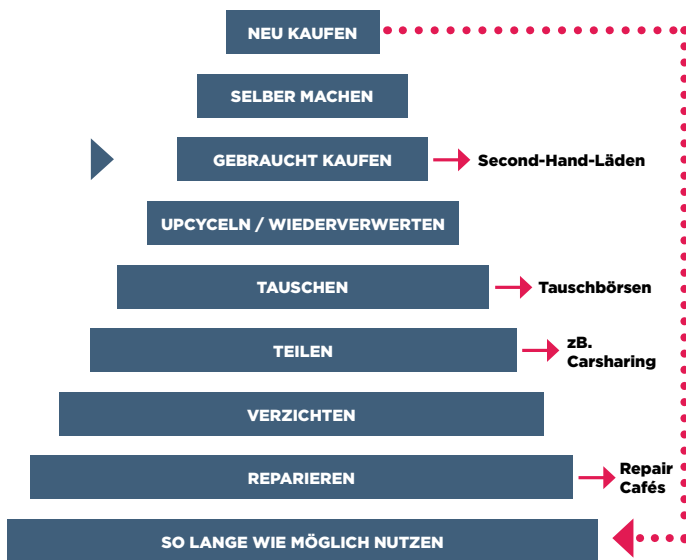 NEU KAUFEN
SELBER MACHEN
GEBRAUCHT KAUFEN
Second-Hand-Läden
UPCYCELN / WIEDERVERWERTEN
TAUSCHEN
Tauschbörsen
TEILEN
zB.
Carsharing
VERZICHTEN
REPARIEREN
Repair
Cafés
SO LANGE WIE MÖGLICH NUTZEN